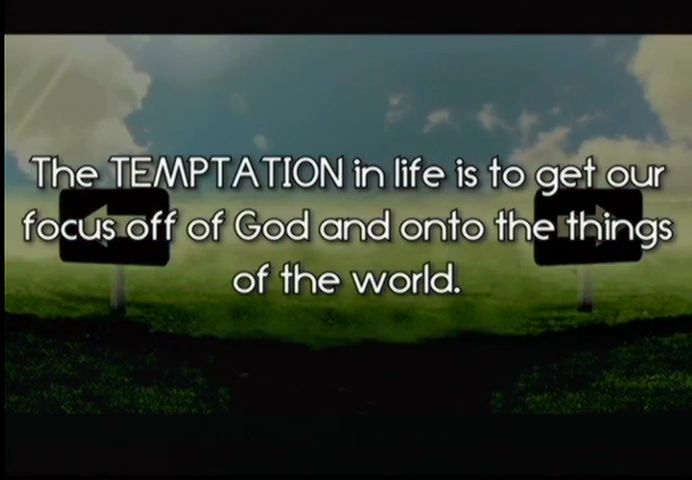 The TEMPTATION in life is to get our
focus off of God and onto the things
of the world.